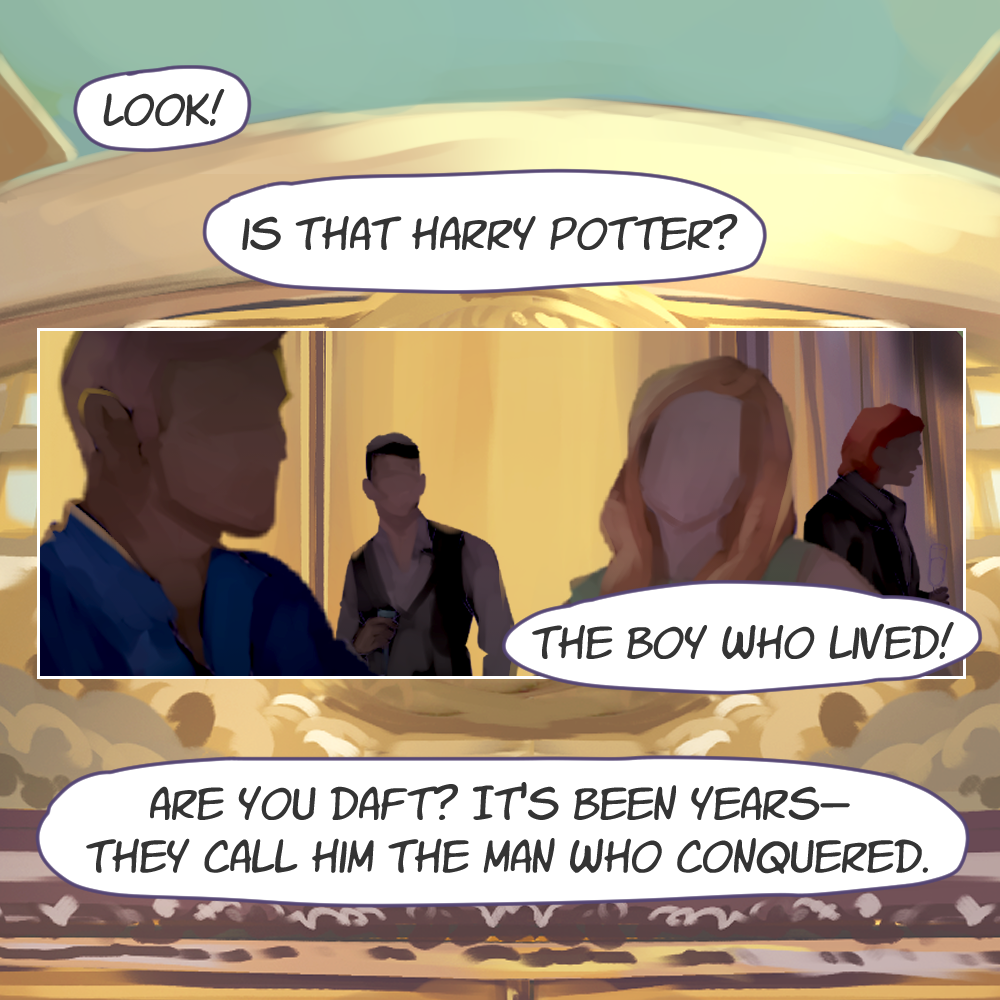 LOOK!
IS THAT HARRY POTTER?
THE BOY WHO LIVED!
ARE YOU DAFT? IT'S BEEN YEARS—
THEY CALL HIM THE MAN WHO CONQUERED.